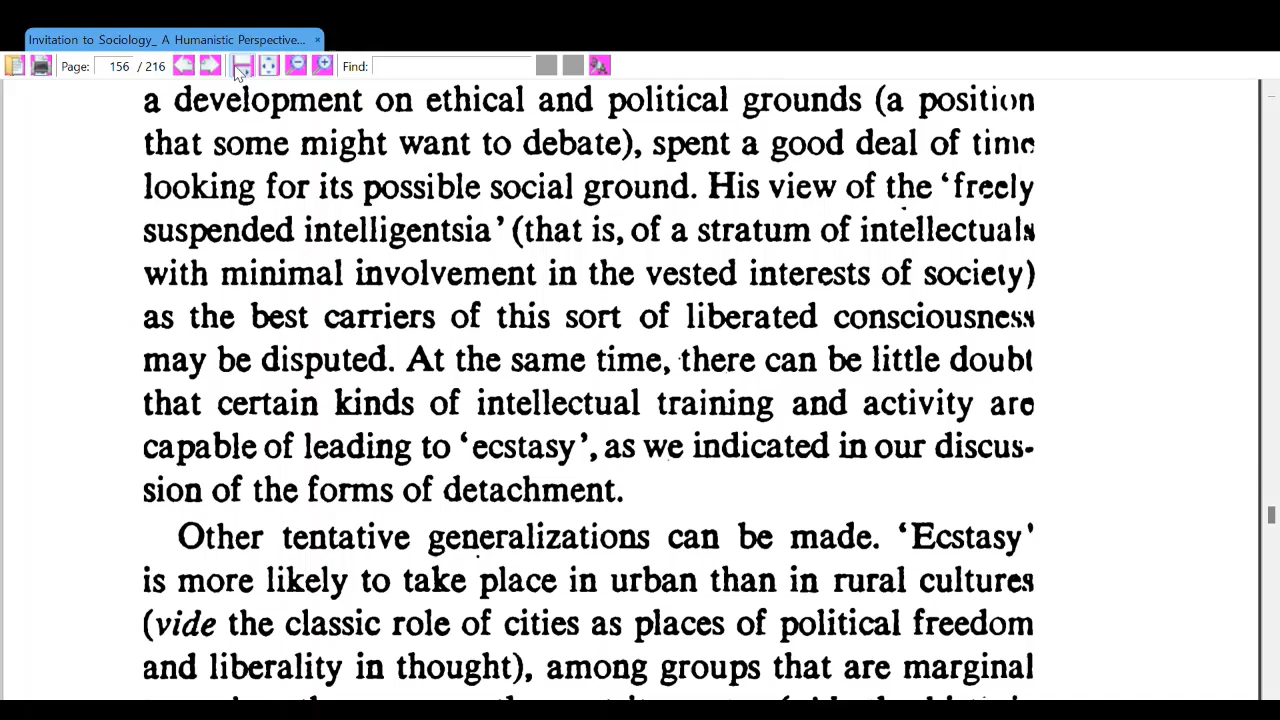 Invitation to Sociology_ A Humanistic Perspective... ×
Page: 156 / 216 Find:
a development on ethical and political grounds (a position
that some might want to debate), spent a good deal of time
looking for its possible social ground. His view of the ‘freely
suspended intelligentsia’ (that is, of a stratum of intellectuals
with minimal involvement in the vested interests of society)
as the best carriers of this sort of liberated consciousness
may be disputed. At the same time, there can be little doubt
that certain kinds of intellectual training and activity are
capable of leading to ‘ecstasy’, as we indicated in our discus-
sion of the forms of detachment.
Other tentative generalizations can be made. ‘Ecstasy’
is more likely to take place in urban than in rural cultures
(vide the classic role of cities as places of political freedom
and liberality in thought), among groups that are marginal